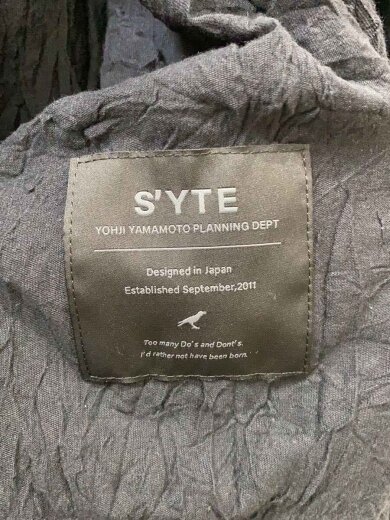 S'YTE
YOHJI YAMAMOTO PLANNING DEPT
Designed in Japan
Established September,2011
Too many Do's and Dont's.
I'd rather not have been born.